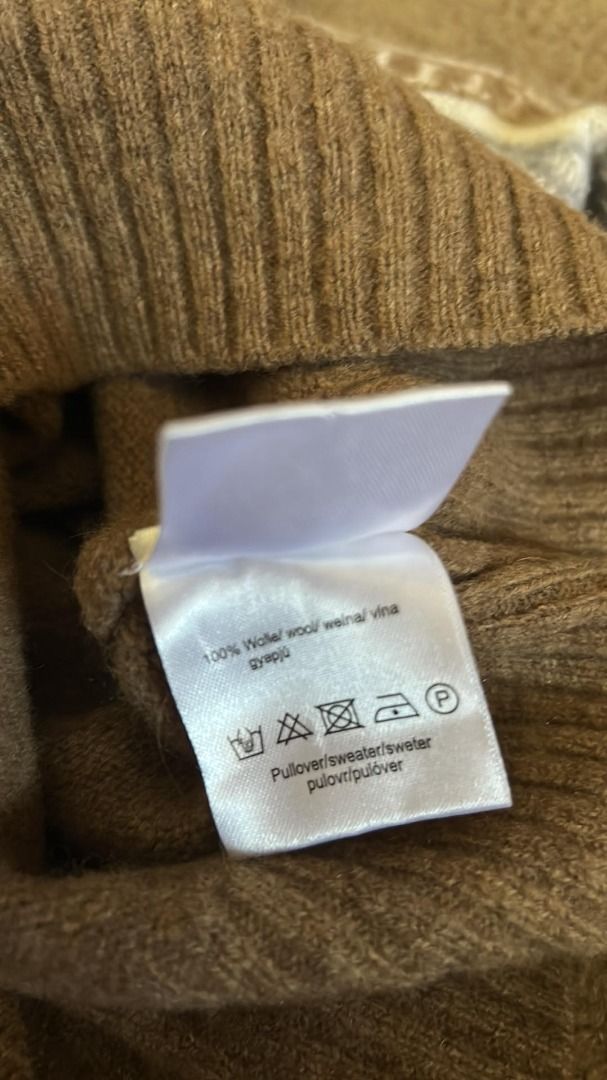 100% Wolle/ wool/ wełna/ vlna
gyapjú
P
Pullover/sweater/sweter
pulovr/pulóver